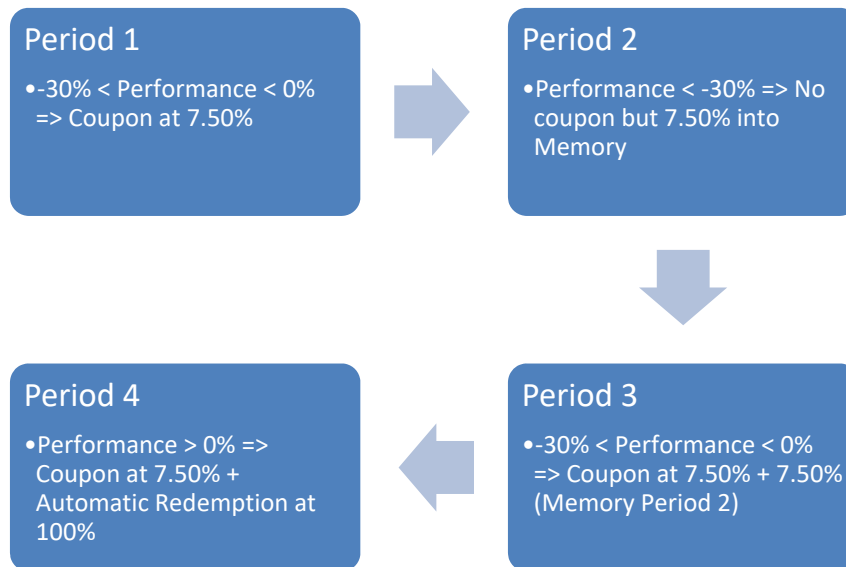 Period 1
•-30% < Performance < 0%
=> Coupon at 7.50%
Period 2
•Performance < -30% => No
coupon but 7.50% into
Memory
Period 3
•-30% < Performance < 0%
=> Coupon at 7.50% + 7.50%
(Memory Period 2)
Period 4
•Performance > 0% =>
Coupon at 7.50% +
Automatic Redemption at
100%